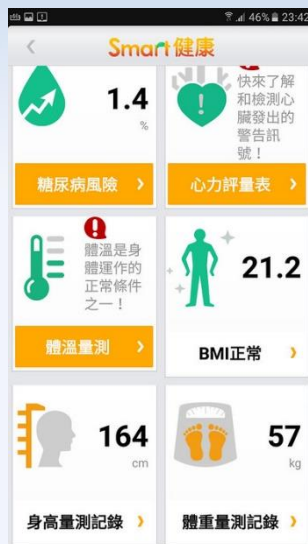 46% 23:42
Smart健康
1.4
%
糖尿病風險
快來了解
和檢測心
臟發出的
警告訊
號！
心力評量表
體溫是身
體運作的
正常條件
之一！
體溫量測
21.2
BMI正常
164
cm
身高量測記錄
57
kg
體重量測記錄